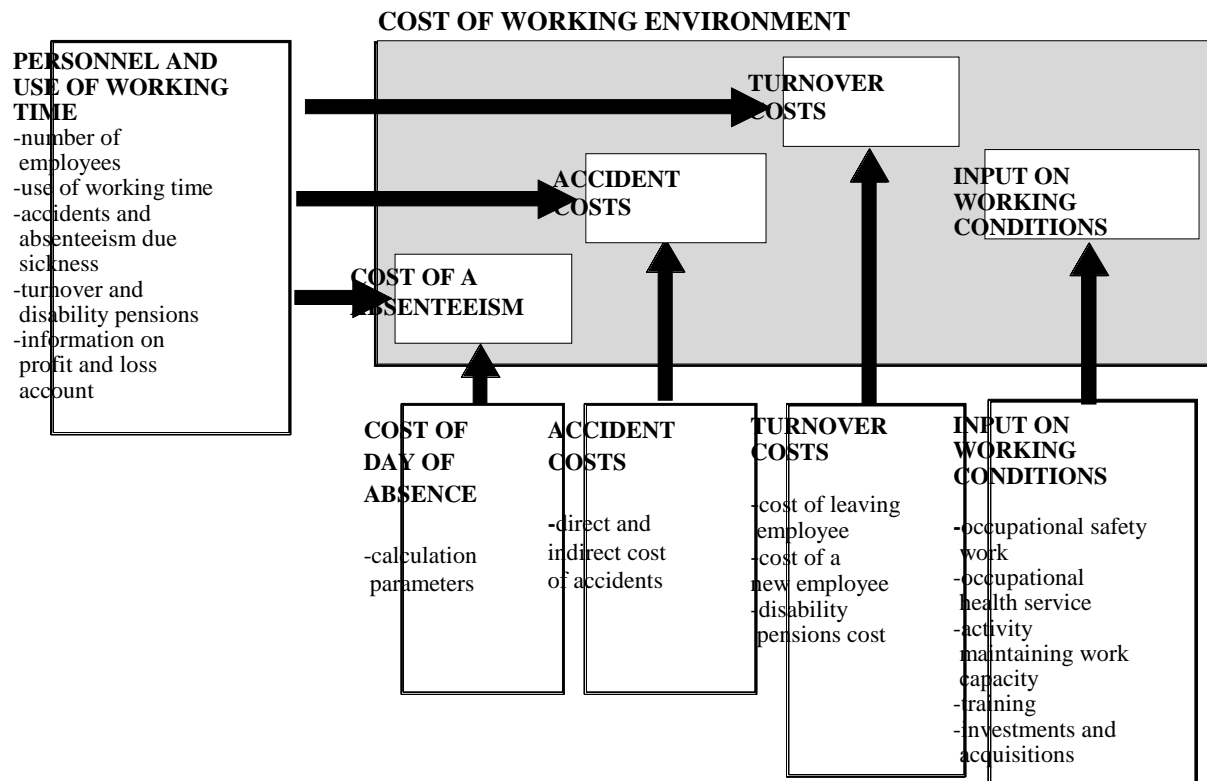 COST OF WORKING ENVIRONMENT
PERSONNEL AND
USE OF WORKING
TIME
-number of
employees
-use of working time
-accidents and
absenteeism due
sickness
-turnover and
disability pensions
-information on
profit and loss
account
TURNOVER
COSTS
ACCIDENT
COSTS
INPUT ON
WORKING
CONDITIONS
COST OF A
ABSENTEEISM
COST OF
DAY OF
ABSENCE
-calculation
parameters
ACCIDENT
COSTS
-direct and
indirect cost
of accidents
TURNOVER
COSTS
-cost of leaving
employee
-cost of a
new employee
-disability
pensions cost
INPUT ON
WORKING
CONDITIONS
-occupational safety
work
-occupational
health service
-activity
maintaining work
capacity
-training
-investments and
acquisitions